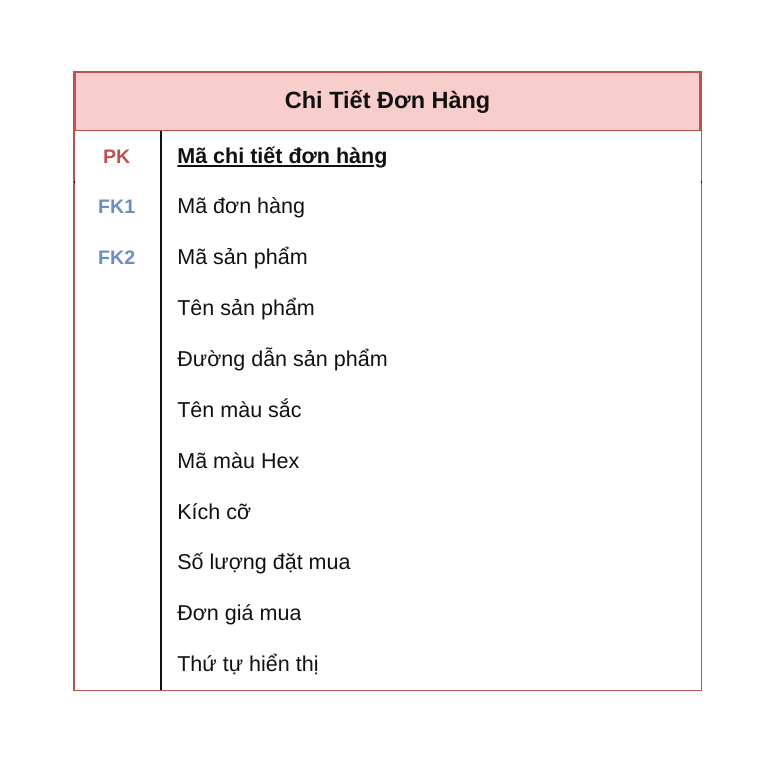 Chi Tiết Đơn Hàng
PK Mã chi tiết đơn hàng
FK1 Mã đơn hàng
FK2 Mã sản phẩm
Tên sản phẩm
Đường dẫn sản phẩm
Tên màu sắc
Mã màu Hex
Kích cỡ
Số lượng đặt mua
Đơn giá mua
Thứ tự hiển thị